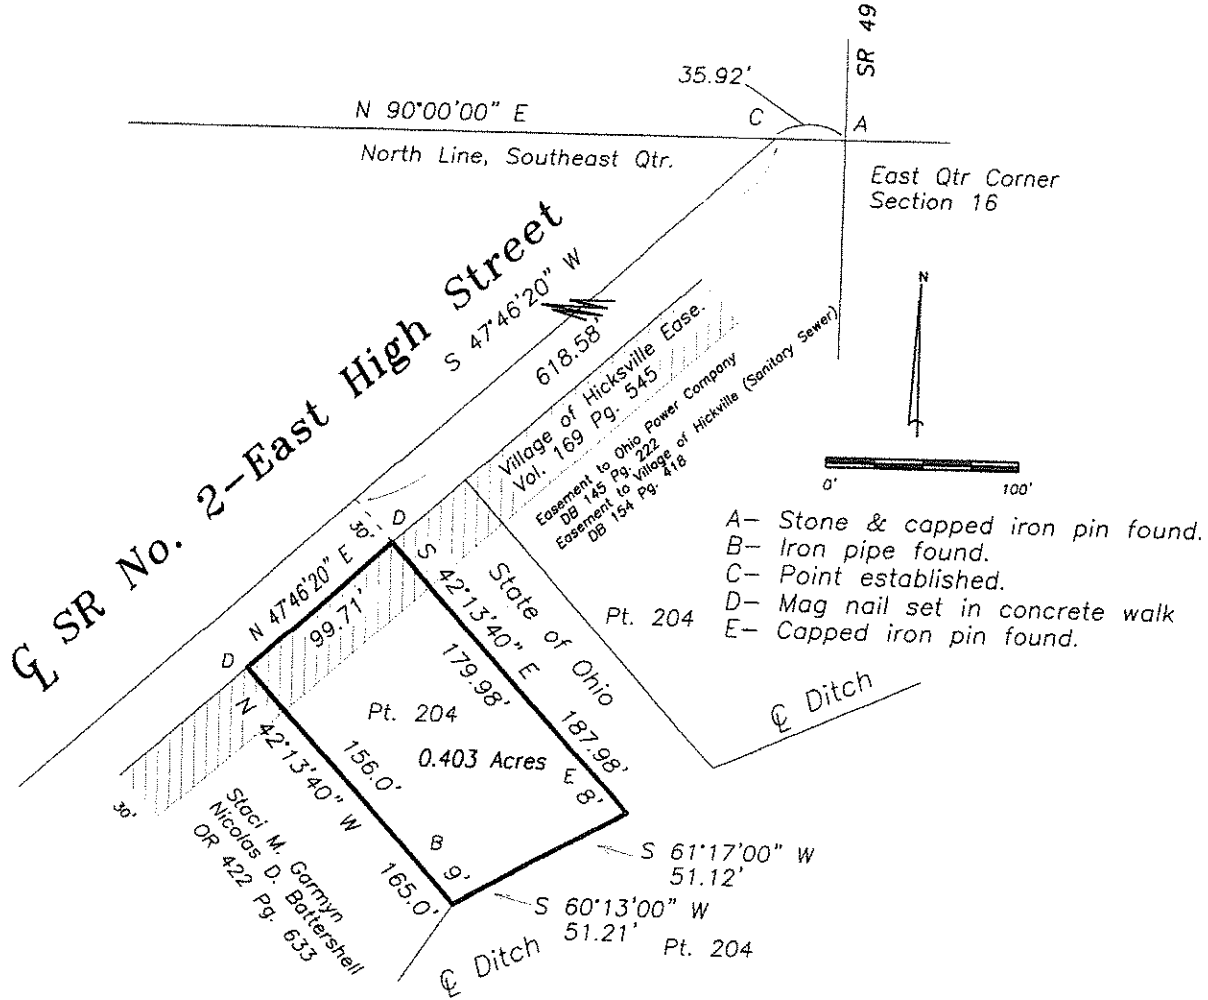 SR 49
35.92'
N 90°00'00" E
C
A
North Line, Southeast Qtr.
East Qtr Corner
Section 16
N
℄ SR No. 2-East High Street
S 47°46'20" W
618.58'
Village of Hicksville Ease.
Vol. 169 Pg. 545
Easement to Ohio Power Company
DB 145 Pg. 222
Easement to Village of Hickville (Sanitary Sewer)
DB 154 Pg. 418
0'
100'
A- Stone & capped iron pin found.
B- Iron pipe found.
C- Point established.
D- Mag nail set in concrete walk
E- Capped iron pin found.
30'
D
N 47°46'20" E
99.71'
D
S 42°13'40" E
179.98'
187.98'
State of Ohio
Pt. 204
℄ Ditch
N 42°13'40" W
156.0'
165.0'
Pt. 204
0.403 Acres
E
8'
B
9'
30'
Staci M. Garmyn
Nicolas D. Battershell
OR 422 Pg. 633
S 61°17'00" W
51.12'
S 60°13'00" W
51.21'
Pt. 204
℄ Ditch